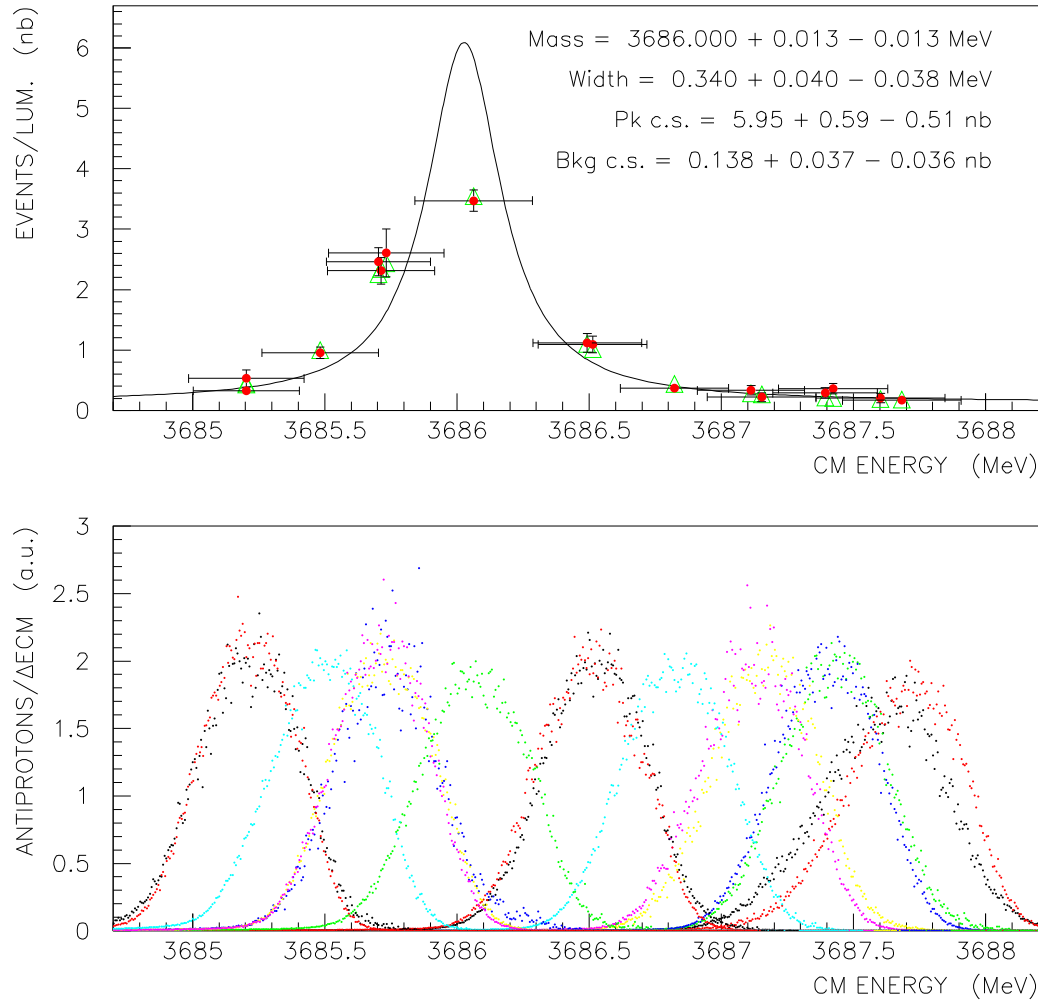 EVENTS/LUM. (nb)
6
5
4
3
2
1
0
Mass = 3686.000 + 0.013 − 0.013 MeV
Width = 0.340 + 0.040 − 0.038 MeV
Pk c.s. = 5.95 + 0.59 − 0.51 nb
Bkg c.s. = 0.138 + 0.037 − 0.036 nb
3685 3685.5 3686 3686.5 3687 3687.5 3688
CM ENERGY (MeV)
ANTIPROTONS/ΔECM (a.u.)
3
2.5
2
1.5
1
0.5
0
3685 3685.5 3686 3686.5 3687 3687.5 3688
CM ENERGY (MeV)